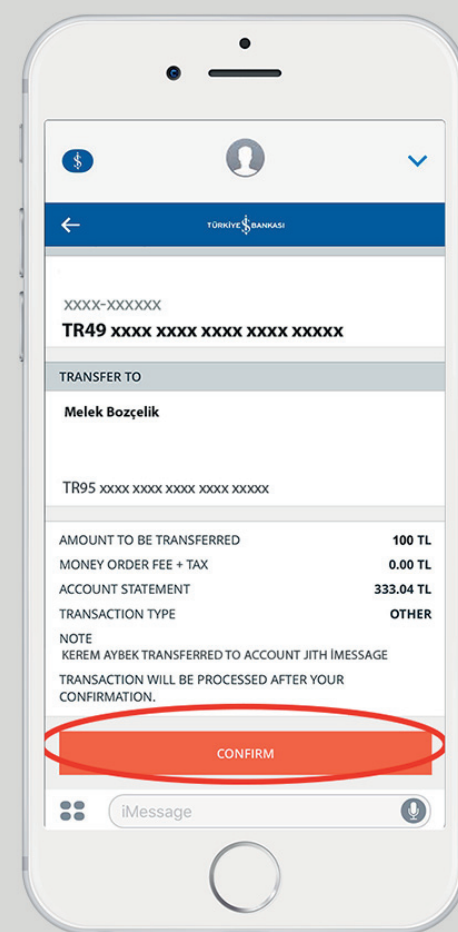 TÜRKİYE BANKASI
xxxx-xxxxxx
TR49 xxxx xxxx xxxx xxxx xxxxx
TRANSFER TO
Melek Bozçelik
TR95 xxxx xxxx xxxx xxxx xxxxx
AMOUNT TO BE TRANSFERRED 100 TL
MONEY ORDER FEE + TAX 0.00 TL
ACCOUNT STATEMENT 333.04 TL
TRANSACTION TYPE OTHER
NOTE
KEREM AYBEK TRANSFERRED TO ACCOUNT JITH İMESSAGE
TRANSACTION WILL BE PROCESSED AFTER YOUR
CONFIRMATION.
CONFIRM
iMessage